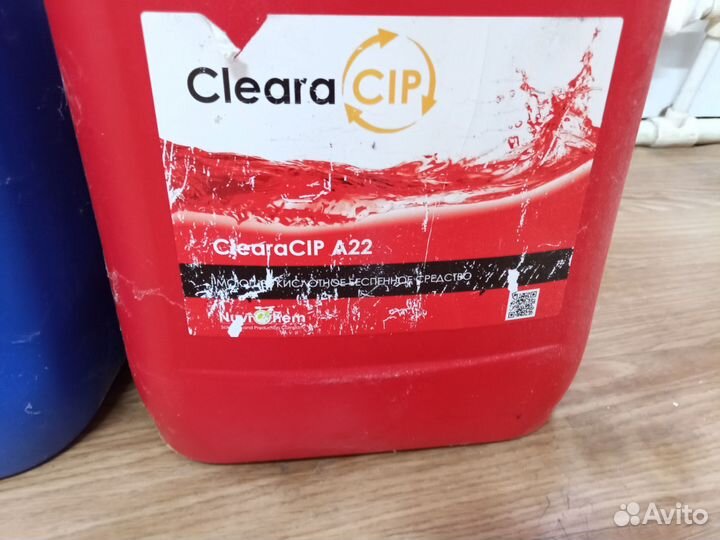 Cleara CIP
ClearaCIP A22
КИСЛОТНОЕ БЕСПЕННОЕ СРЕДСТВО
Avito